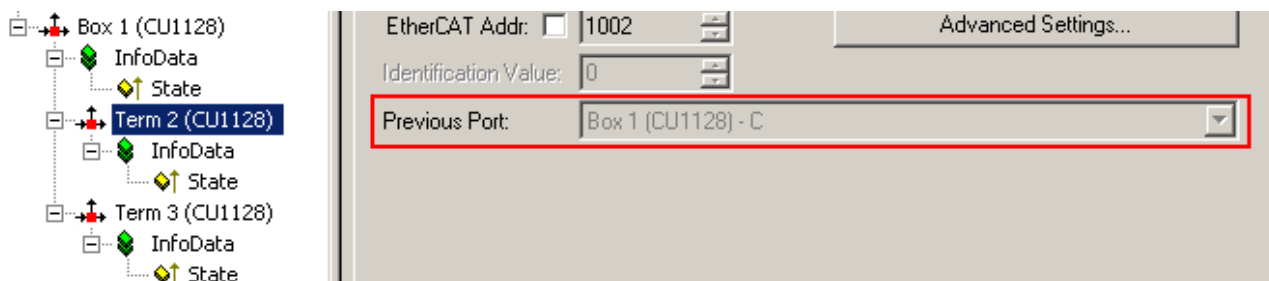 Box 1 (CU1128)
InfoData
State
Term 2 (CU1128)
InfoData
State
Term 3 (CU1128)
InfoData
State
EtherCAT Addr: 1002 Advanced Settings...
Identification Value: 0
Previous Port: Box 1 (CU1128) - C